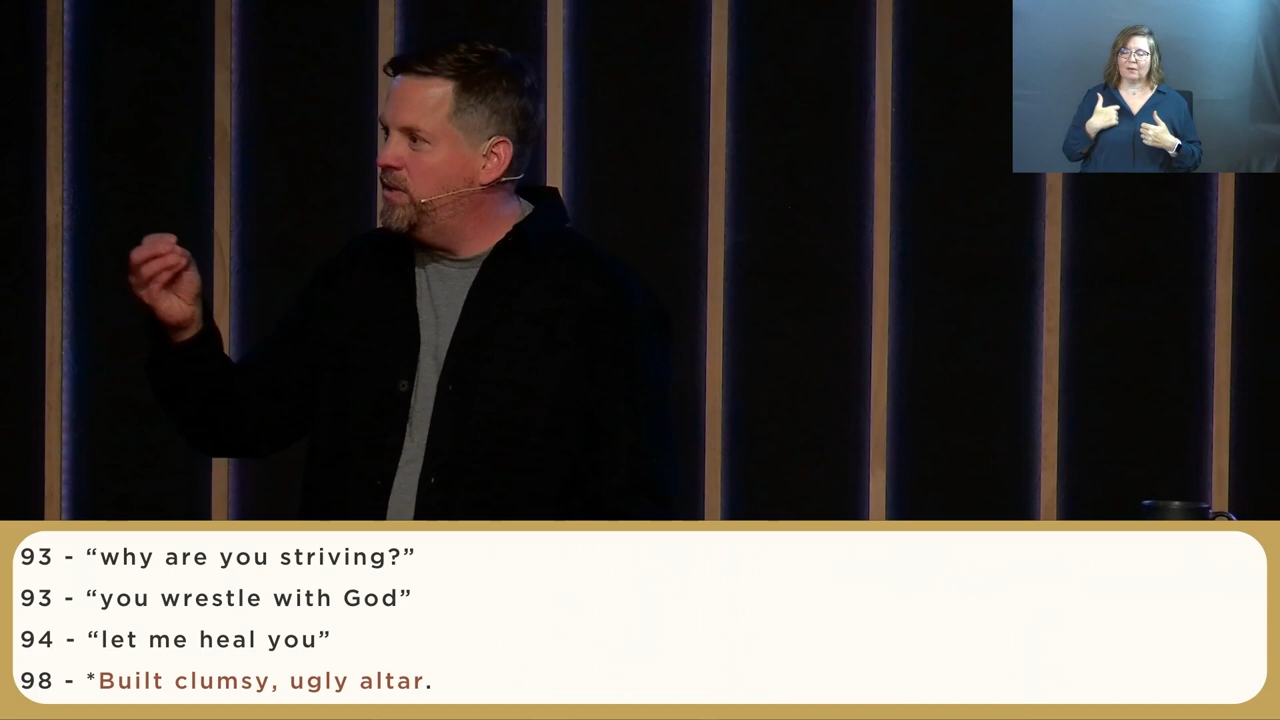 93 - “why are you striving?”
93 - “you wrestle with God”
94 - “let me heal you”
98 - *Built clumsy, ugly altar.